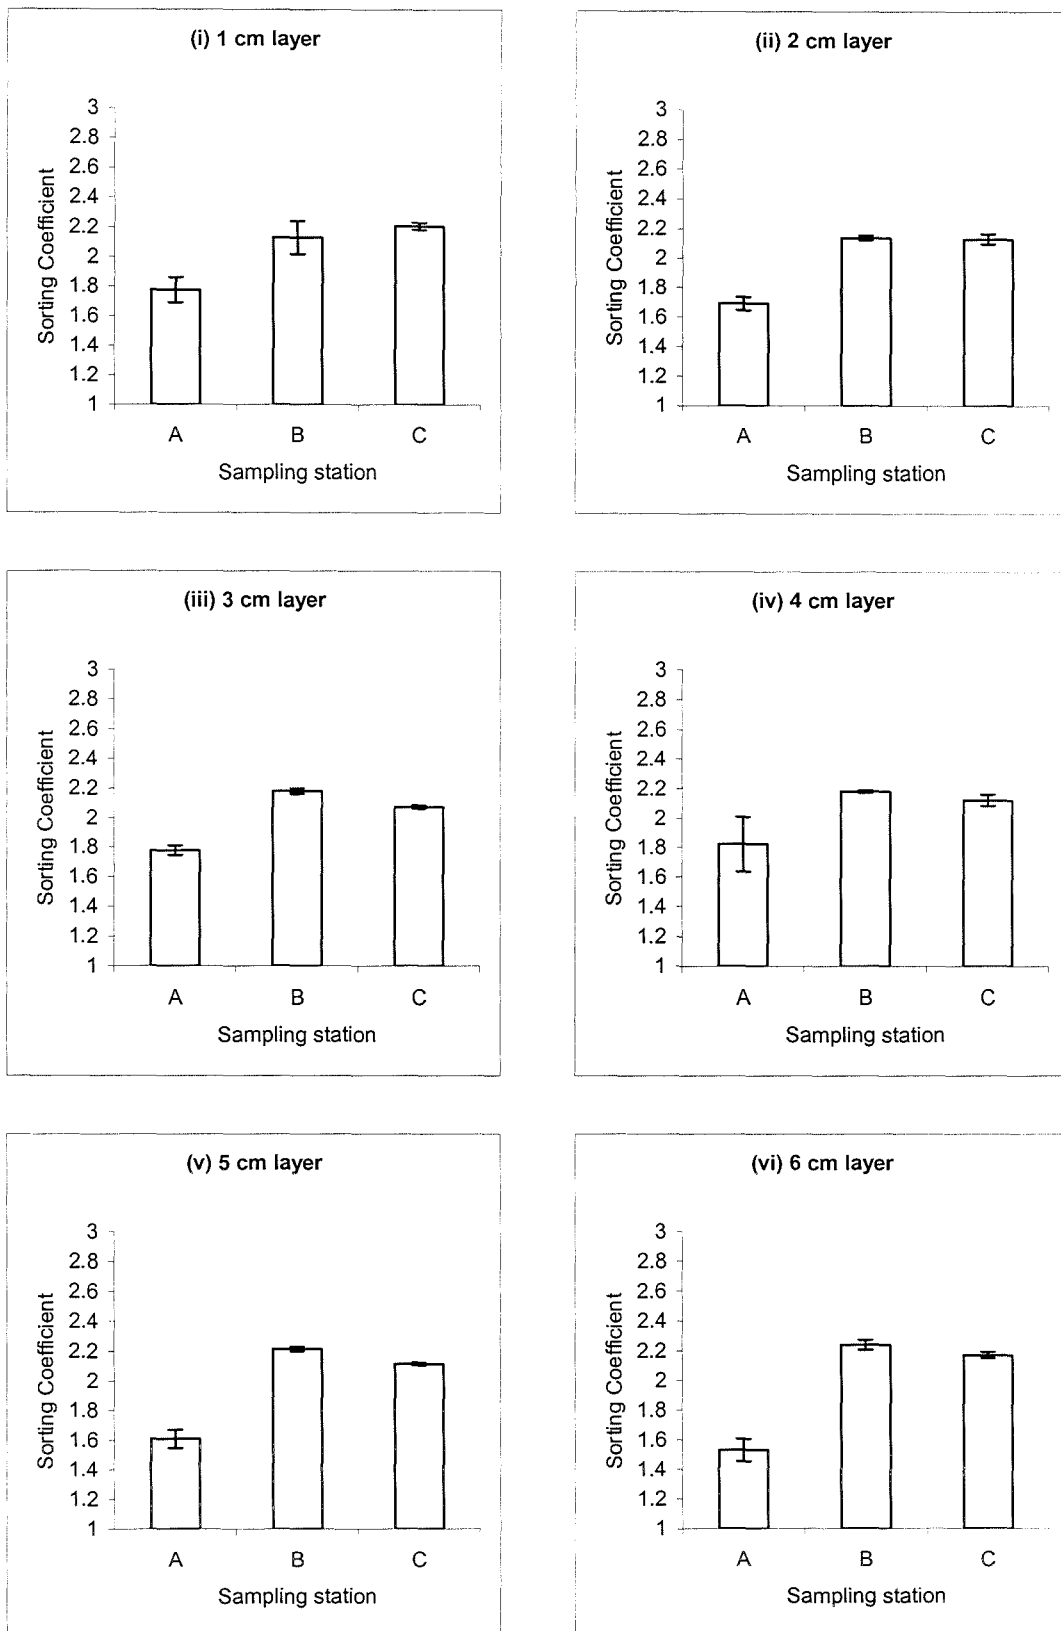 (i) 1 cm layer
3
2.8
2.6
2.4
2.2
2
1.8
1.6
1.4
1.2
1
Sorting Coefficient
A B C
Sampling station
(ii) 2 cm layer
3
2.8
2.6
2.4
2.2
2
1.8
1.6
1.4
1.2
1
Sorting Coefficient
A B C
Sampling station
(iii) 3 cm layer
3
2.8
2.6
2.4
2.2
2
1.8
1.6
1.4
1.2
1
Sorting Coefficient
A B C
Sampling station
(iv) 4 cm layer
3
2.8
2.6
2.4
2.2
2
1.8
1.6
1.4
1.2
1
Sorting Coefficient
A B C
Sampling station
(v) 5 cm layer
3
2.8
2.6
2.4
2.2
2
1.8
1.6
1.4
1.2
1
Sorting Coefficient
A B C
Sampling station
(vi) 6 cm layer
3
2.8
2.6
2.4
2.2
2
1.8
1.6
1.4
1.2
1
Sorting Coefficient
A B C
Sampling station